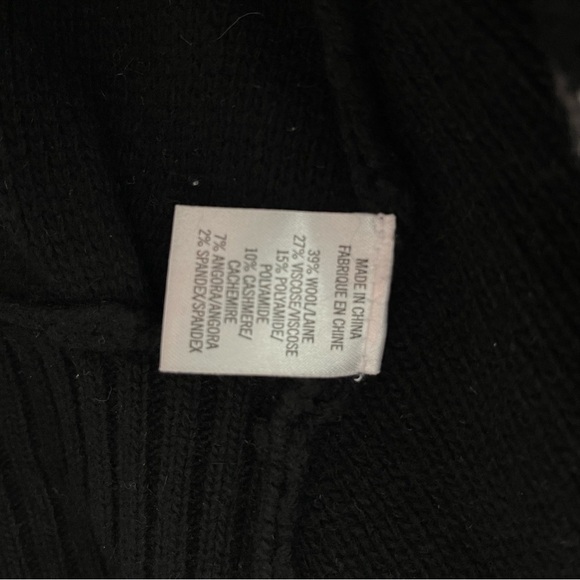 MADE IN CHINA
FABRIQUE EN CHINE
39% WOOL/LAINE
27% VISCOSE/VISCOSE
15% POLYAMIDE/
POLYAMIDE
10% CASHMERE/
CACHEMIRE
7% ANGORA/ANGORA
2% SPANDEX/SPANDEX